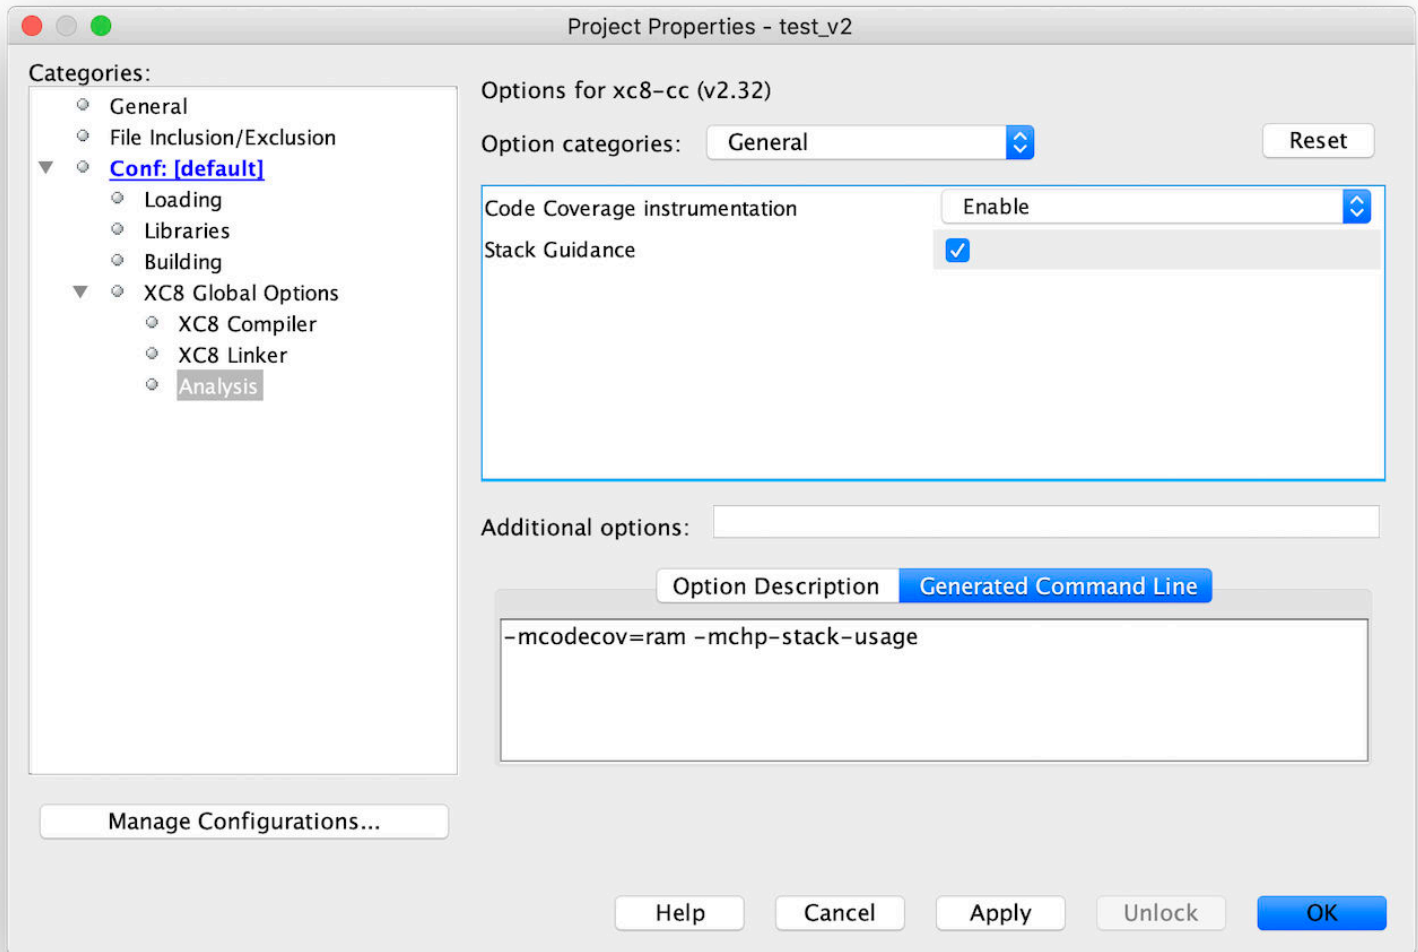 Project Properties - test_v2
Categories:
General
File Inclusion/Exclusion
Conf: [default]
Loading
Libraries
Building
XC8 Global Options
XC8 Compiler
XC8 Linker
Analysis
Manage Configurations...
Options for xc8-cc (v2.32)
Option categories: General Reset
Code Coverage instrumentation Enable
Stack Guidance
Additional options:
Option Description Generated Command Line
-mcodecov=ram -mchp-stack-usage
Help Cancel Apply Unlock OK